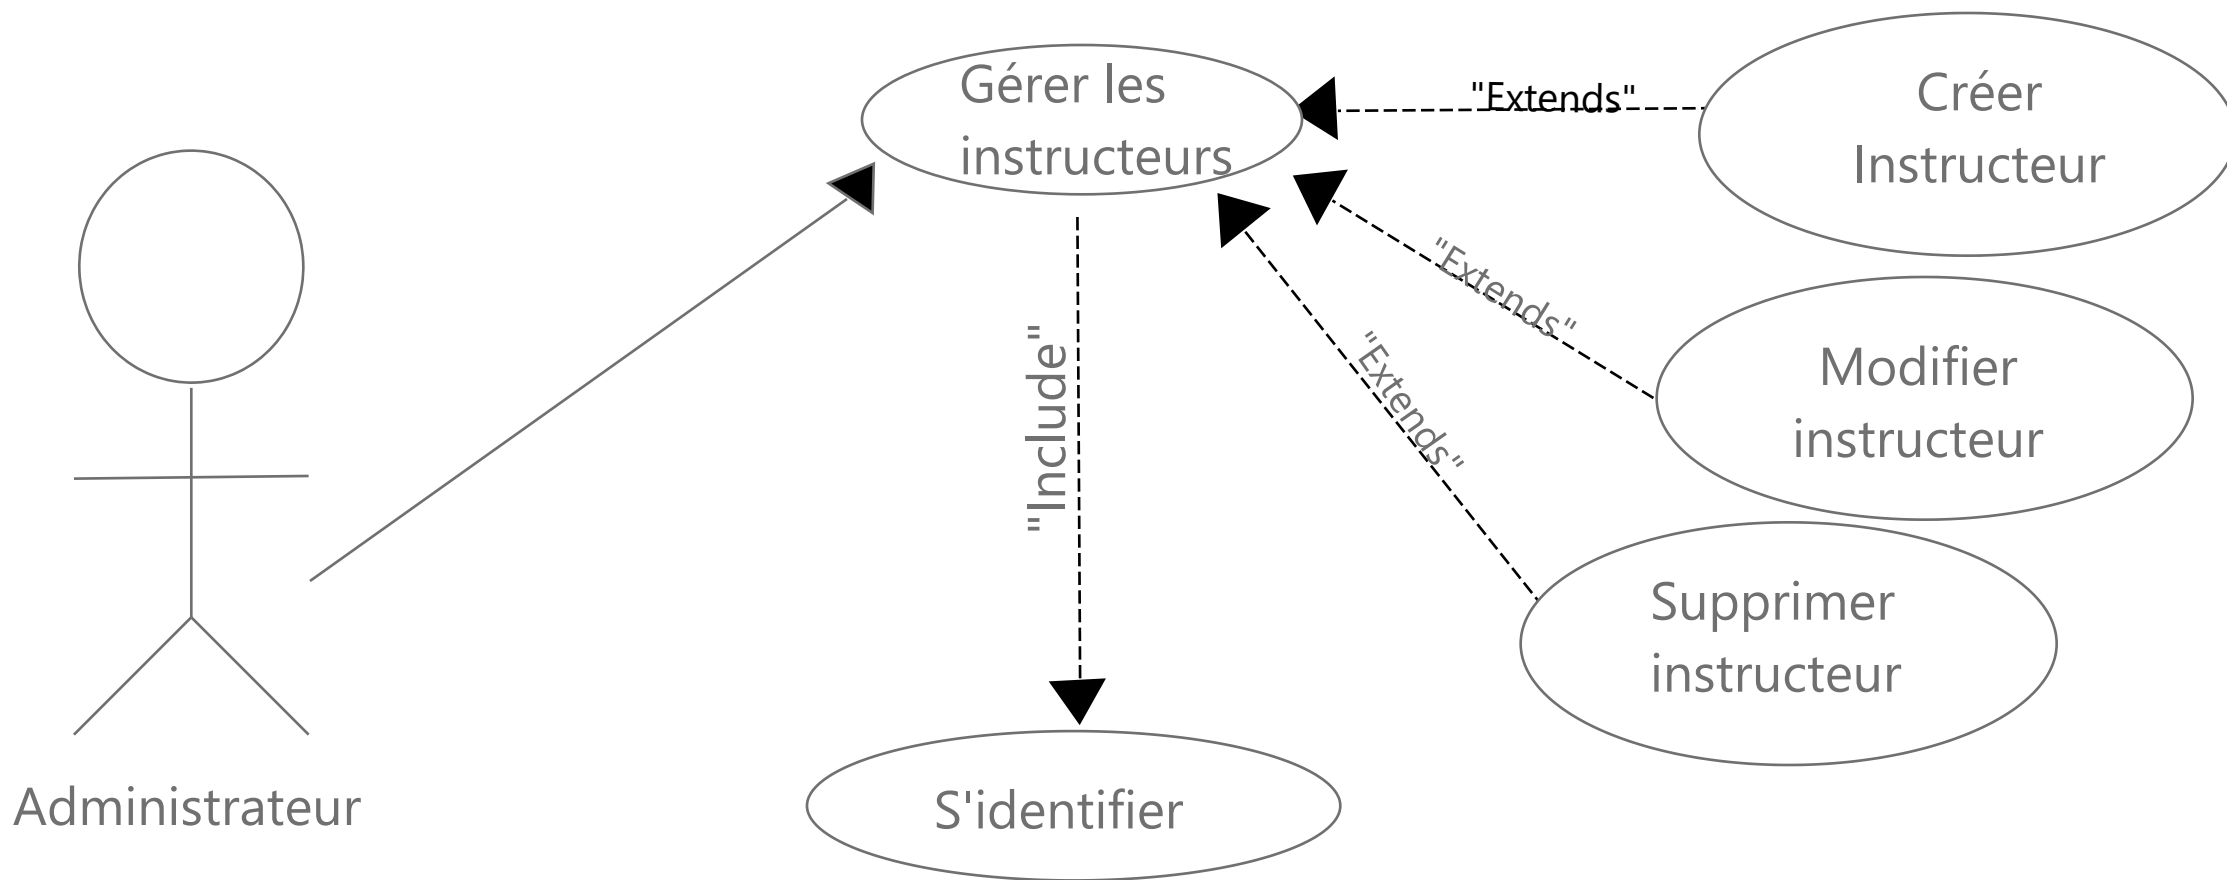 Gérer les
instructeurs
"Extends"
Créer
Instructeur
"Extends"
Modifier
instructeur
"Extends"
Supprimer
instructeur
"Include"
S'identifier
Administrateur